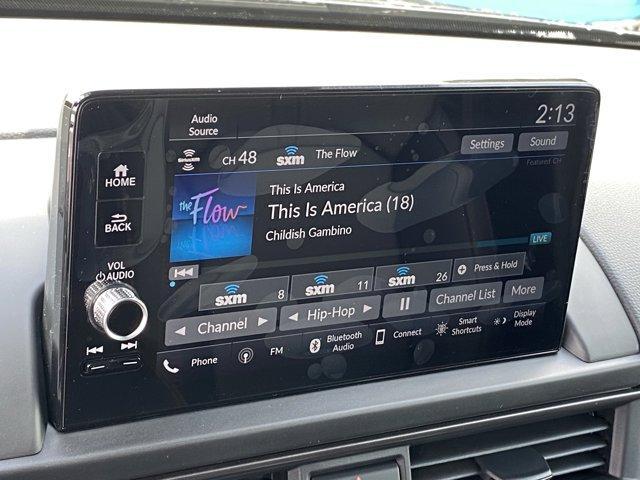 Audio
Source
2:13
SiriusXM
CH 48
sxm
The Flow
Settings
Sound
Featured CH
HOME
the Flow
This Is America
This Is America (18)
Childish Gambino
BACK
LIVE
VOL
AUDIO
sxm 8
sxm 11
sxm 26
Press & Hold
Channel
Hip-Hop
Channel List
More
Phone
FM
Bluetooth
Audio
Connect
Smart
Shortcuts
Display
Mode